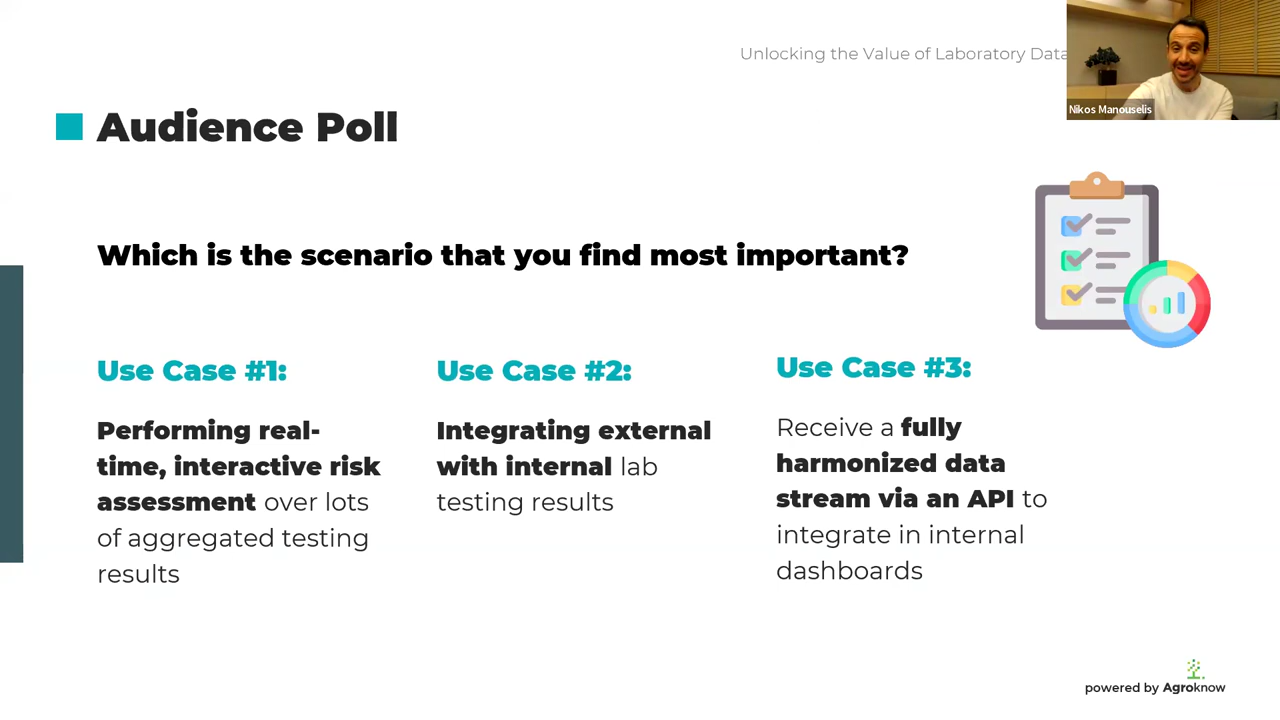 Unlocking the Value of Laboratory Data
Nikos Manouselis
Audience Poll
Which is the scenario that you find most important?
Use Case #1:
Performing real-
time, interactive risk
assessment over lots
of aggregated testing
results
Use Case #2:
Integrating external
with internal lab
testing results
Use Case #3:
Receive a fully
harmonized data
stream via an API to
integrate in internal
dashboards
powered by Agroknow